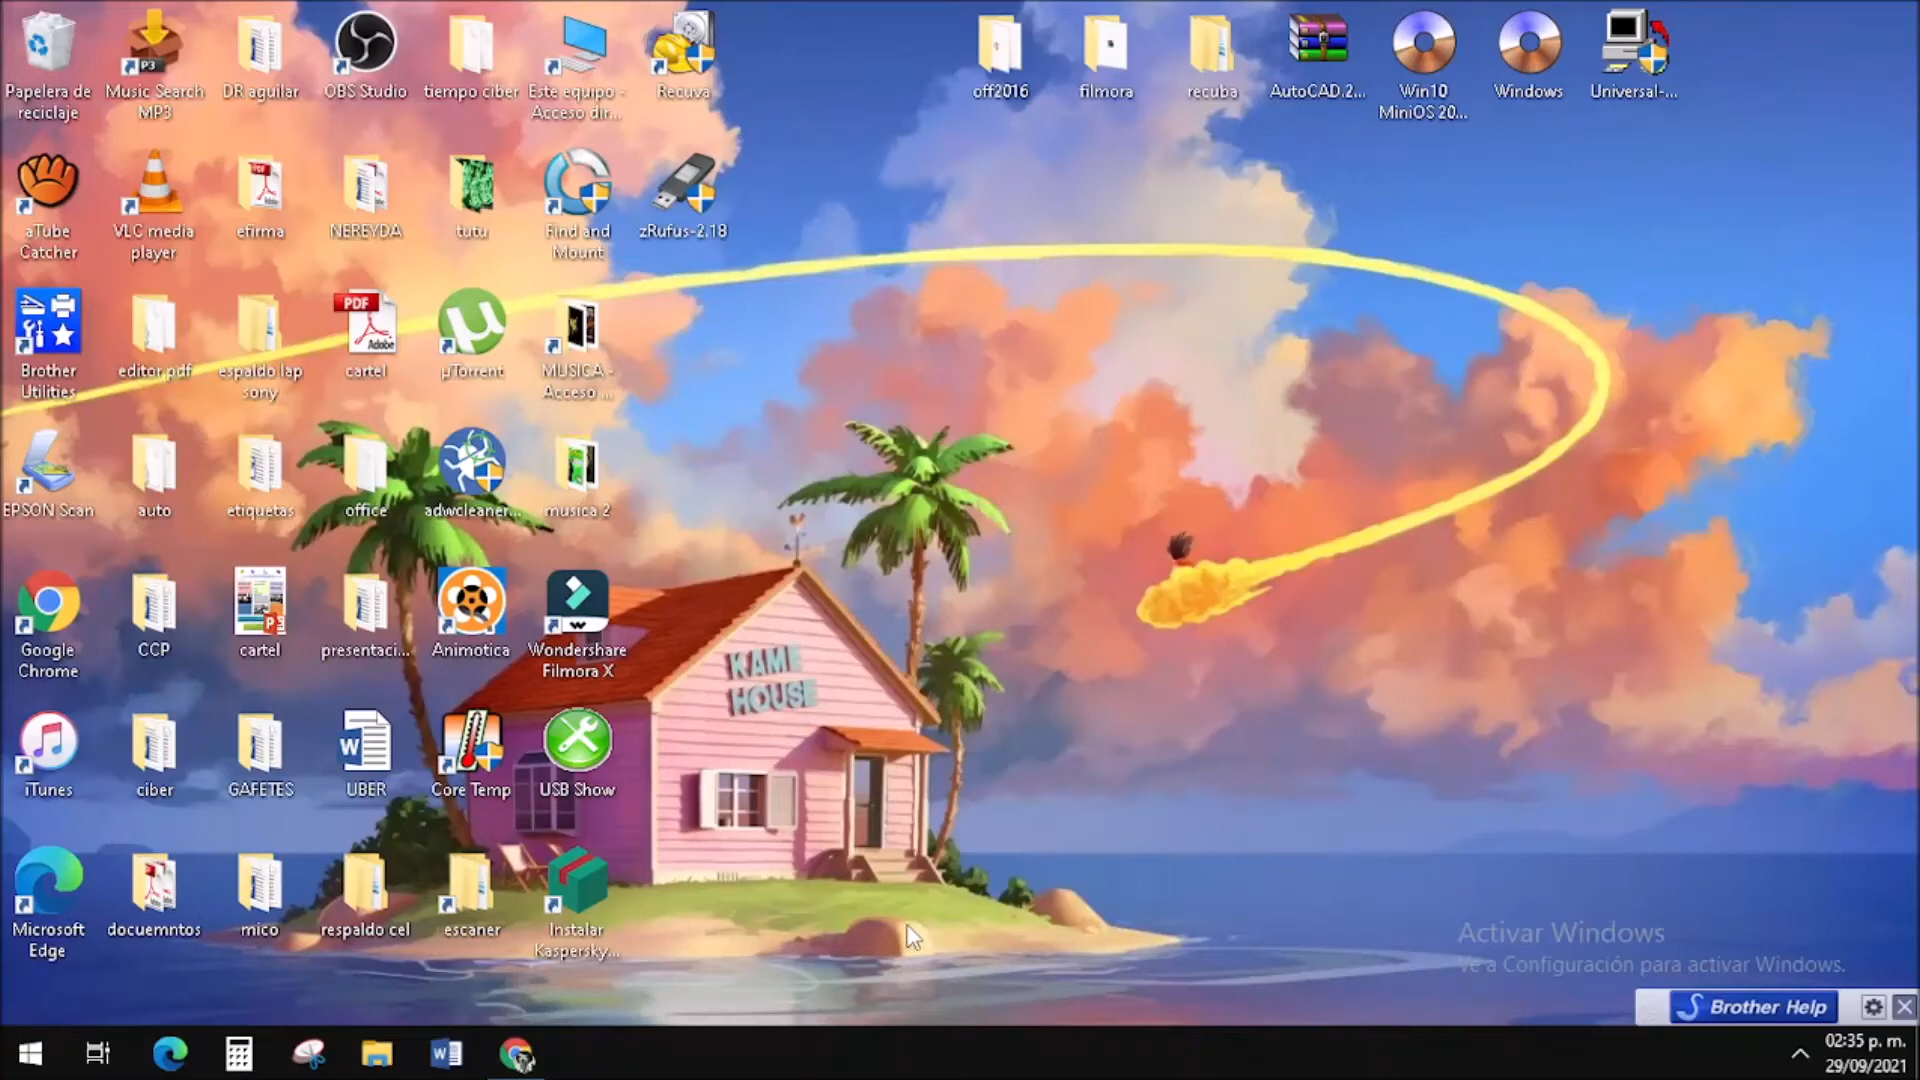 Papelera de
reciclaje
Music Search
MP3
DR aguilar
OBS Studio
tiempo ciber
Este equipo -
Acceso dir...
Recuva
off2016
filmora
recuba
AutoCAD.2...
Win10
MiniOS 20...
Windows
Universal-...
aTube
Catcher
VLC media
player
efirma
NEREYDA
tutu
Find and
Mount
zRufus-2.18
Brother
Utilities
editor pdf
espaldo lap
sony
PDF
Adobe
cartel
µTorrent
MUSICA -
Acceso ...
EPSON Scan
auto
etiquetas
office
adwcleaner...
musica 2
Google
Chrome
CCP
cartel
presentaci...
Animotica
Wondershare
Filmora X
KAME
HOUSE
iTunes
ciber
GAFETES
UBER
Core Temp
USB Show
Microsoft
Edge
docuemntos
mico
respaldo cel
escaner
Instalar
Kaspersky...
Activar Windows
Ve a Configuración para activar Windows.
Brother Help
02:35 p. m.
29/09/2021